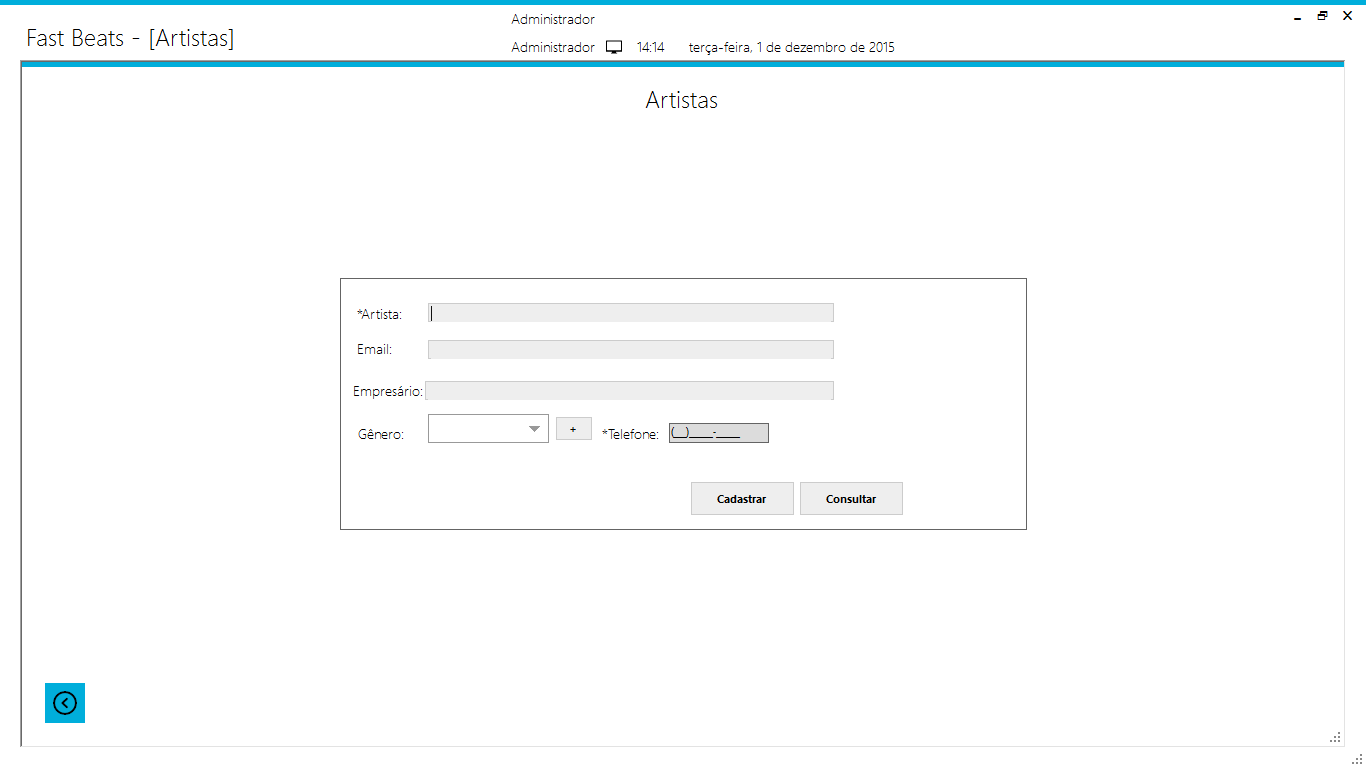 Administrador
Fast Beats - [Artistas]
Administrador 14:14 terça-feira, 1 de dezembro de 2015
Artistas
*Artista:
Email:
Empresário:
Gênero: + *Telefone: (__)____-____
Cadastrar Consultar